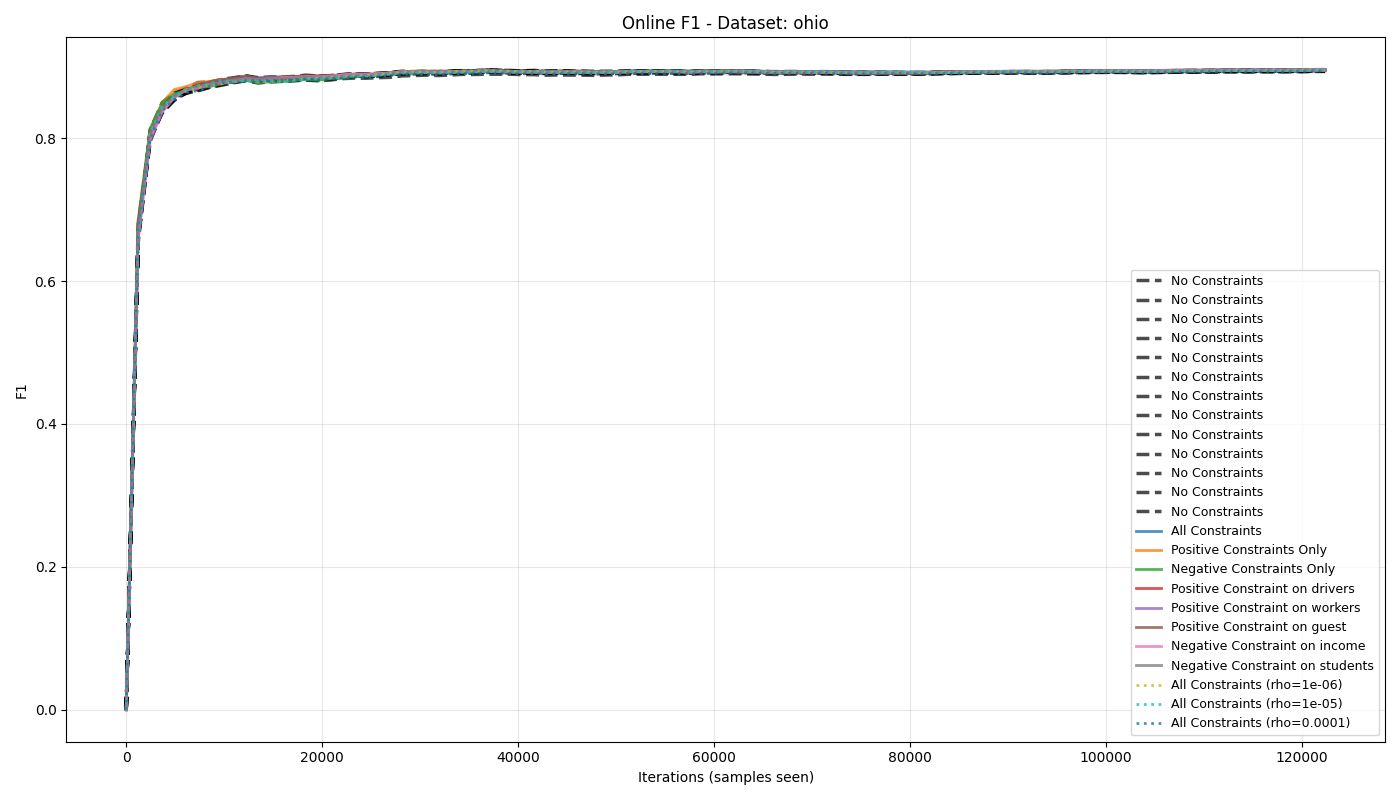 Online F1 - Dataset: ohio
F1
0.8
0.6
0.4
0.2
0.0
No Constraints
No Constraints
No Constraints
No Constraints
No Constraints
No Constraints
No Constraints
No Constraints
No Constraints
No Constraints
No Constraints
No Constraints
No Constraints
All Constraints
Positive Constraints Only
Negative Constraints Only
Positive Constraint on drivers
Positive Constraint on workers
Positive Constraint on guest
Negative Constraint on income
Negative Constraint on students
All Constraints (rho=1e-06)
All Constraints (rho=1e-05)
All Constraints (rho=0.0001)
0 20000 40000 60000 80000 100000 120000
Iterations (samples seen)